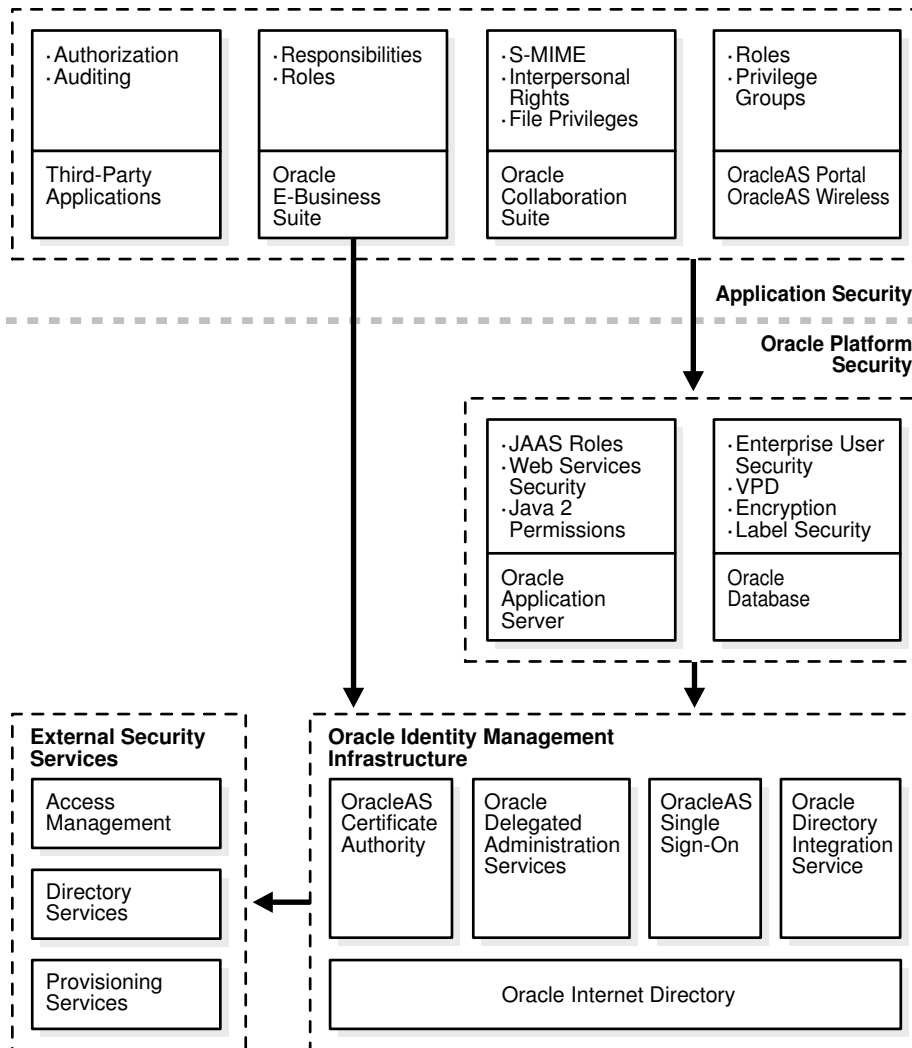 · Authorization
· Auditing
Third-Party
Applications
· Responsibilities
· Roles
Oracle
E-Business
Suite
· S-MIME
· Interpersonal
Rights
· File Privileges
Oracle
Collaboration
Suite
· Roles
· Privilege
Groups
OracleAS Portal
OracleAS Wireless
Application Security
Oracle Platform
Security
· JAAS Roles
· Web Services
Security
· Java 2
Permissions
Oracle
Application
Server
· Enterprise User
Security
· VPD
· Encryption
· Label Security
Oracle
Database
External Security
Services
Access
Management
Directory
Services
Provisioning
Services
Oracle Identity Management
Infrastructure
OracleAS
Certificate
Authority
Oracle
Delegated
Administration
Services
OracleAS
Single
Sign-On
Oracle
Directory
Integration
Service
Oracle Internet Directory